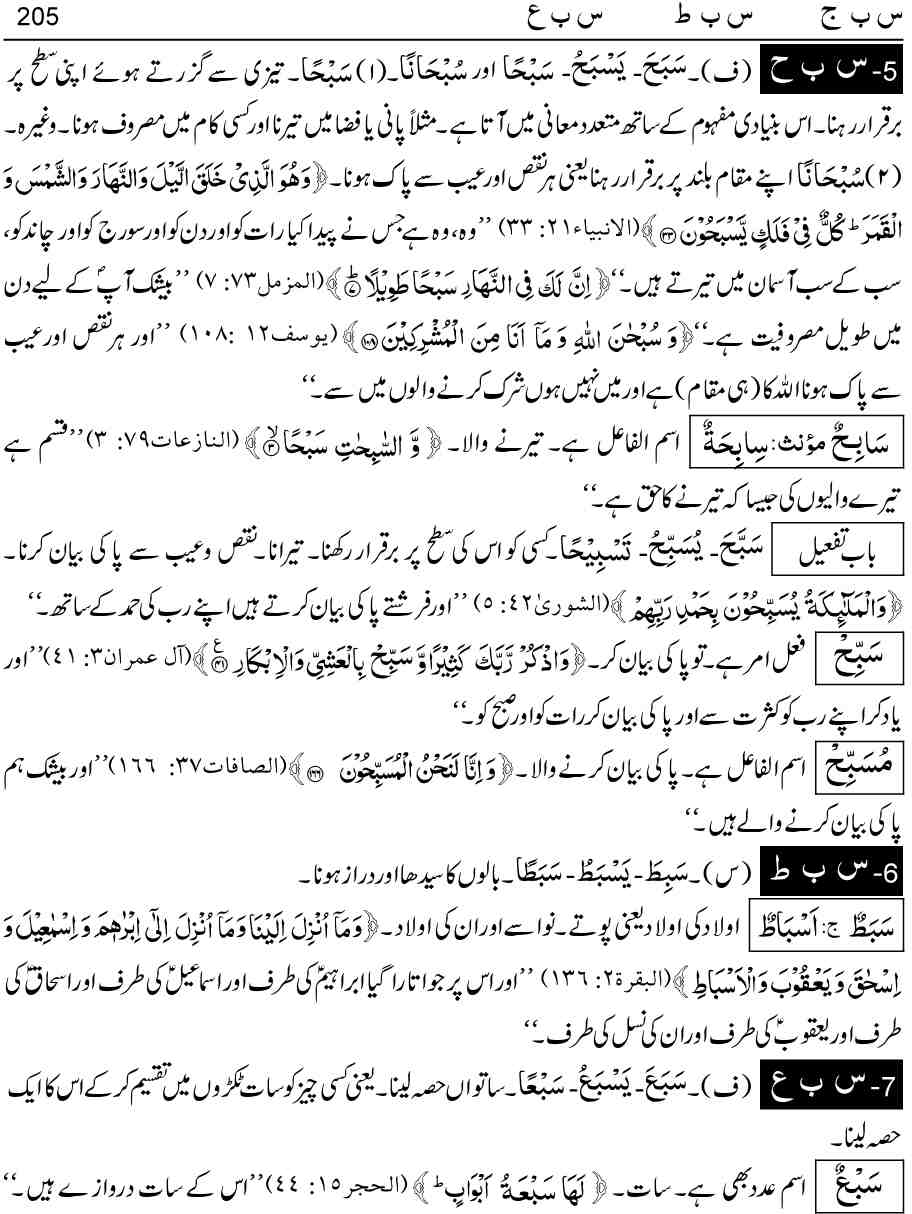 س ب ج س ب ط س ب ع 205
5- س ب ح (ف)۔ سَبَحَ۔ یَسْبَحُ۔ سَبْحًا اور سُبْحَانًا۔ (۱) سَبْحًا۔ تیزی سے گزرتے ہوئے اپنی سطح پر
برقرار رہنا۔ اس بنیادی مفہوم کے ساتھ متعدد معانی میں آتا ہے۔ مثلاً پانی یا فضا میں تیرنا اور کسی کام میں مصروف ہونا۔ وغیرہ۔
(۲) سُبْحَانًا اپنے مقام بلند پر برقرار رہنا یعنی ہر نقص اور عیب سے پاک ہونا۔ ﴿وَهُوَ الَّذِىْ خَلَقَ الَّيْلَ وَالنَّهَارَ وَالشَّمْسَ وَ
الْقَمَرَ ؕ كُلٌّ فِىْ فَلَكٍ يَّسْبَحُوْنَ ۝۳۳﴾ (الانبیاء۲۱: ۳۳) ’’وہ، وہ ہے جس نے پیدا کیا رات کو اور دن کو اور سورج کو اور چاند کو،
سب کے سب آسمان میں تیرتے ہیں۔‘‘ ﴿اِنَّ لَكَ فِى النَّهَارِ سَبْحًا طَوِيْلًا ۝۷ؕ﴾ (المزمل۷۳: ۷) ’’بیشک آپؐ کے لیے دن
میں طویل مصروفیت ہے۔‘‘ ﴿وَ سُبْحٰنَ اللّٰهِ وَ مَاۤ اَنَا مِنَ الْمُشْرِكِيْنَ ۝۱۰۸﴾ (یوسف۱۲: ۱۰۸) ’’اور ہر نقص اور عیب
سے پاک ہونا اللہ کا (ہی مقام) ہے اور میں نہیں ہوں شرک کرنے والوں میں سے۔‘‘
سَابِحٌ مؤنث: سِابِحَةٌ اسم الفاعل ہے۔ تیرنے والا۔ ﴿وَّ السّٰبِحٰتِ سَبْحًا ۝۳ۙ﴾ (النازعات۷۹: ۳) ’’قسم ہے
تیرے والیوں کی جیسا کہ تیرنے کا حق ہے۔‘‘
باب تفعیل سَبَّحَ۔ یُسَبِّحُ۔ تَسْبِیْحًا۔ کسی کو اس کی سطح پر برقرار رکھنا۔ تیرانا۔ نقص و عیب سے پاکی بیان کرنا۔
﴿وَالْمَلٰٓئِكَةُ يُسَبِّحُوْنَ بِحَمْدِ رَبِّهِمْ﴾ (الشوریٰ۴۲: ۵) ’’اور فرشتے پاکی بیان کرتے ہیں اپنے رب کی حمد کے ساتھ۔‘‘
سَبِّحْ فعل امر ہے۔ تو پاکی بیان کر۔ ﴿وَاذْكُرْ رَّبَّكَ كَثِيْرًا وَّ سَبِّحْ بِالْعَشِىِّ وَالْاِبْكَارِ ۝۴۱ع﴾ (آل عمران۳: ۴۱) ’’اور
یاد کر اپنے رب کو کثرت سے اور پاکی بیان کر رات کو اور صبح کو۔‘‘
مُسَبِّحٌ اسم الفاعل ہے۔ پاکی بیان کرنے والا۔ ﴿وَ اِنَّا لَنَحْنُ الْمُسَبِّحُوْنَ ۝۱۶۶﴾ (الصافات۳۷: ۱۶۶) ’’اور بیشک ہم
پاکی بیان کرنے والے ہیں۔‘‘
6- س ب ط (س)۔ سَبِطَ۔ یَسْبَطُ۔ سَبَطًا۔ بالوں کا سیدھا اور دراز ہونا۔
سَبَطٌ ج: اَسْبَاطٌ اولاد کی اولاد یعنی پوتے۔ نواسے اور ان کی اولاد۔ ﴿وَمَاۤ اُنْزِلَ اِلَيْنَا وَمَاۤ اُنْزِلَ اِلٰۤى اِبْرٰهٖمَ وَ اِسْمٰعِيْلَ وَ
اِسْحٰقَ وَ يَعْقُوْبَ وَالْاَسْبَاطِ﴾ (البقرۃ۲: ۱۳۶) ’’اور اس پر جو اتارا گیا ابراہیمؑ کی طرف اور اسماعیلؑ کی طرف اور اسحاقؑ کی
طرف اور یعقوبؑ کی طرف اور ان کی نسل کی طرف۔‘‘
7- س ب ع (ف)۔ سَبَعَ۔ یَسْبَعُ۔ سَبْعًا۔ ساتواں حصہ لینا۔ یعنی کسی چیز کو سات ٹکڑوں میں تقسیم کر کے اس کا ایک
حصہ لینا۔
سَبْعٌ اسم عدد بھی ہے۔ سات۔ ﴿لَهَا سَبْعَةُ اَبْوَابٍ ؕ﴾ (الحجر۱۵: ۴۴) ’’اس کے سات دروازے ہیں۔‘‘